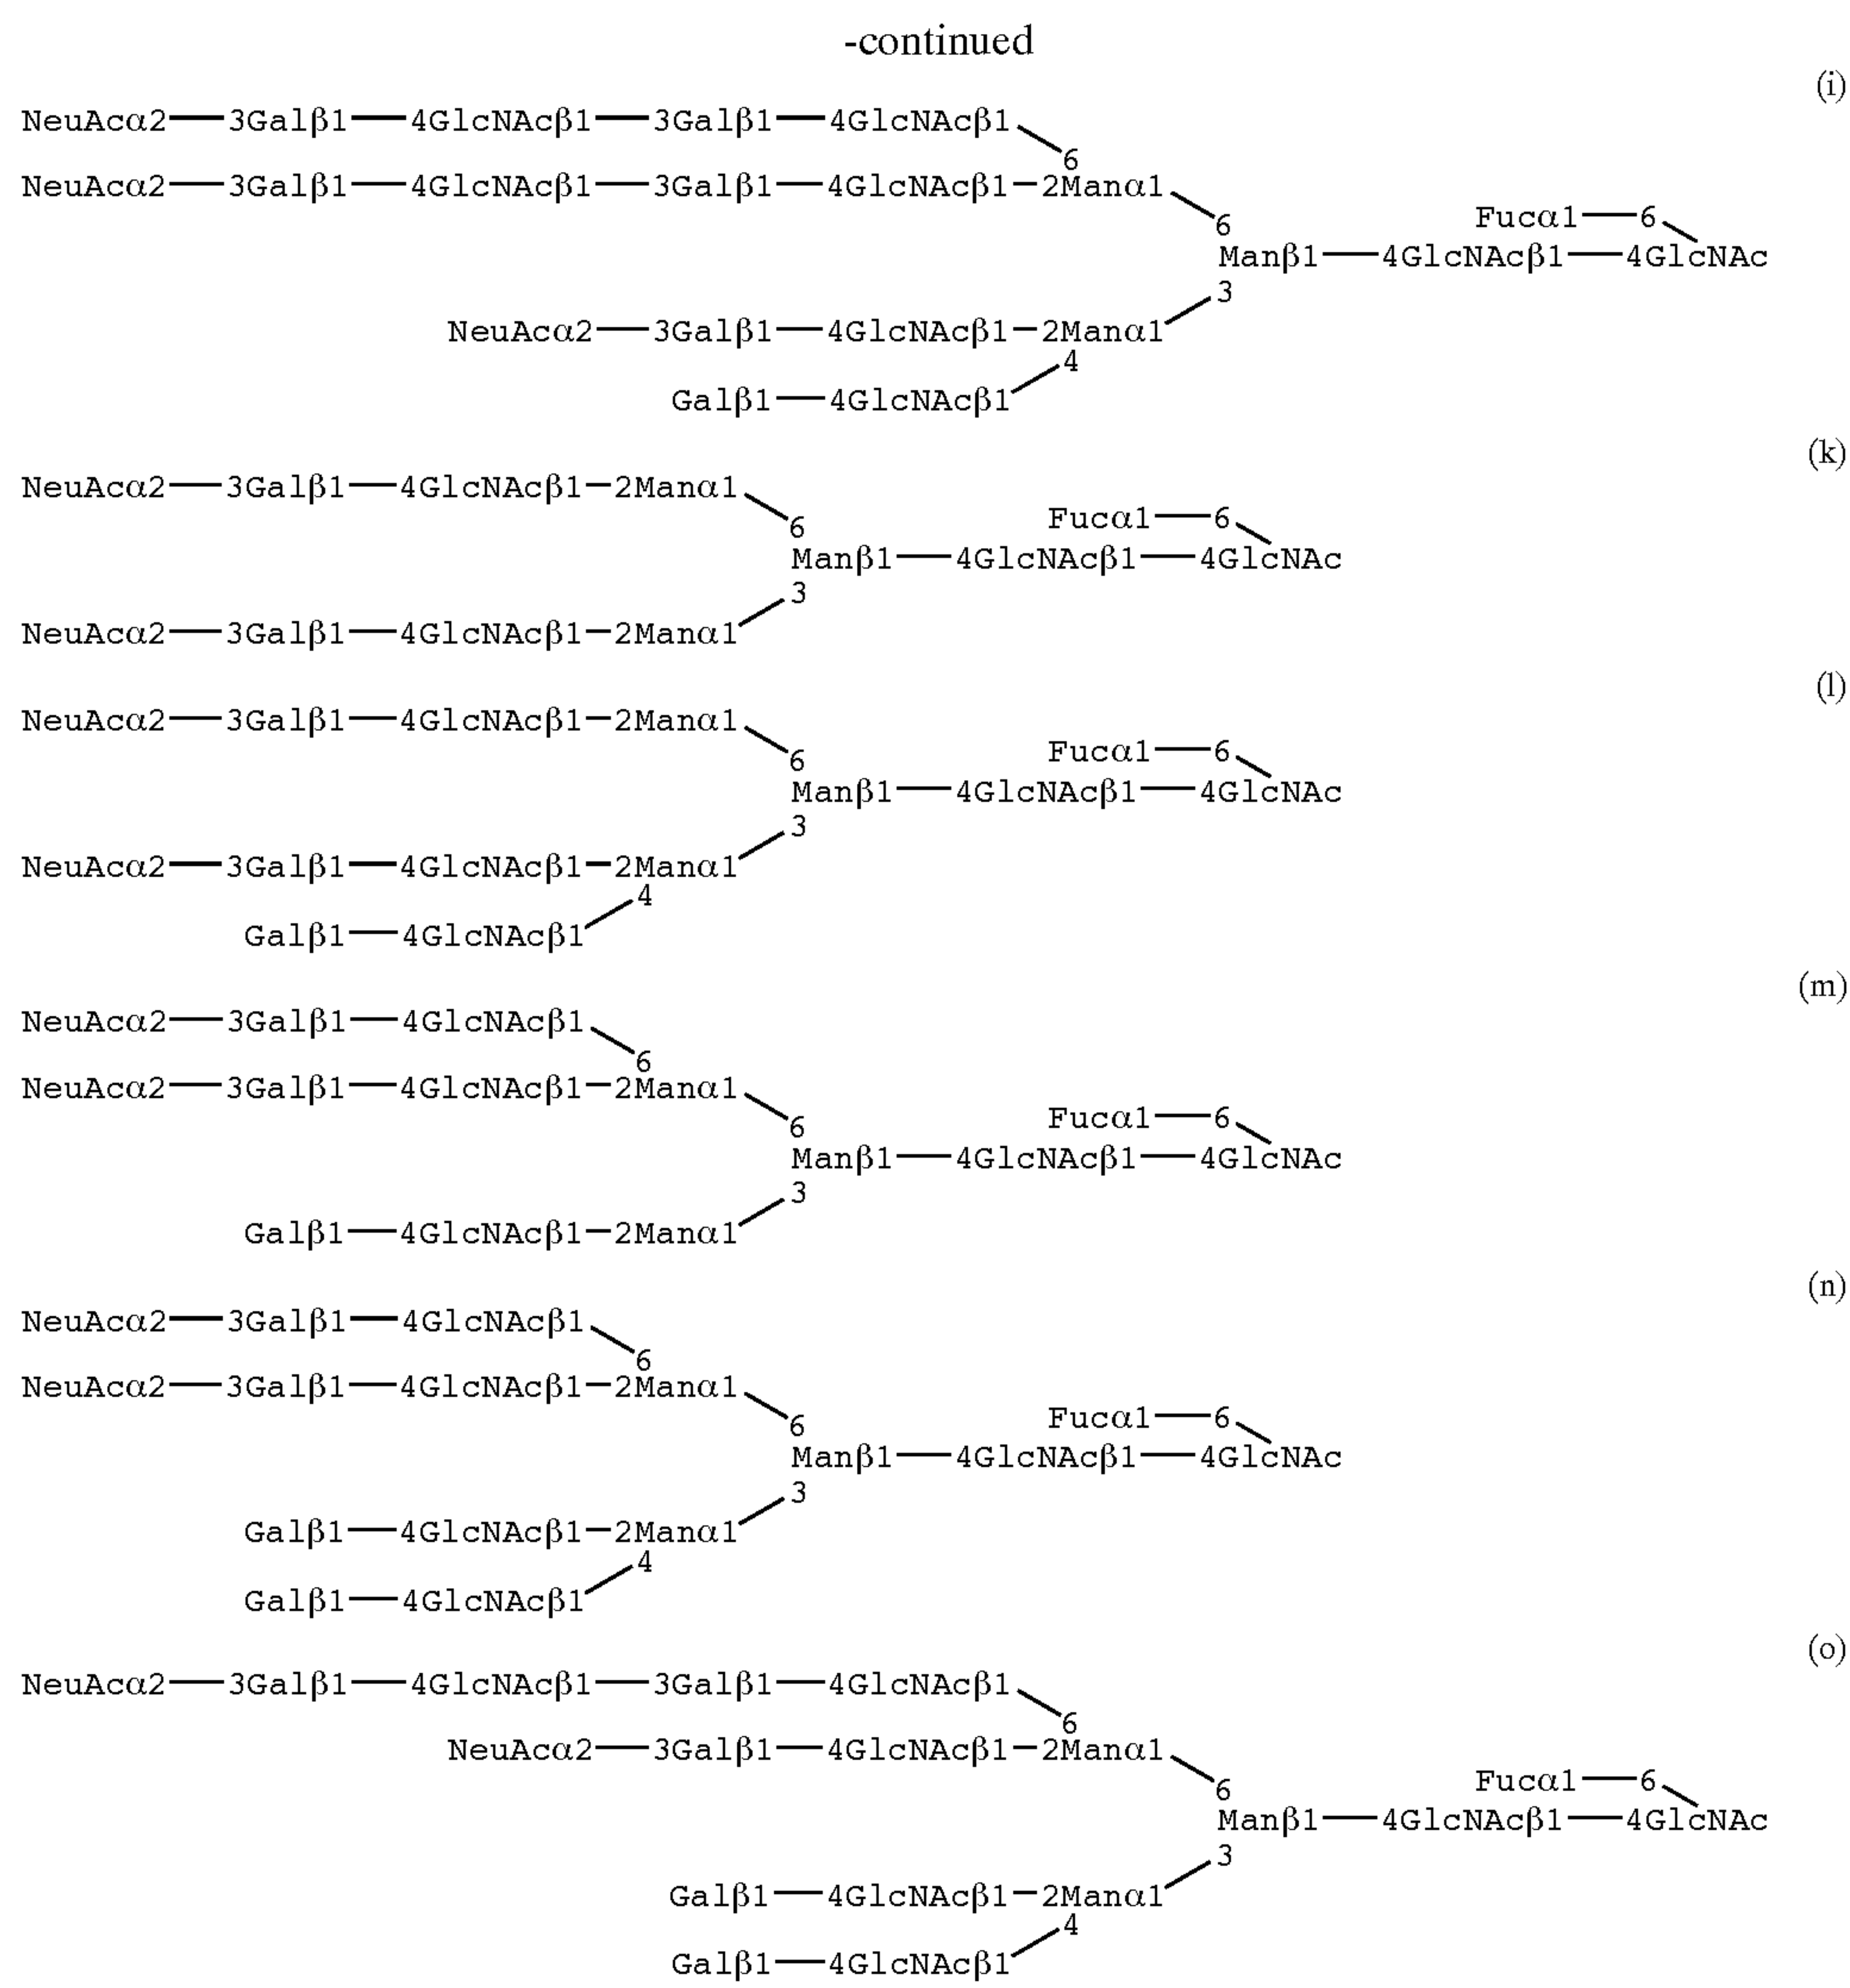 -continued
(i)
NeuAcα2—3Galβ1—4GlcNAcβ1—3Galβ1—4GlcNAcβ1
6
NeuAcα2—3Galβ1—4GlcNAcβ1—3Galβ1—4GlcNAcβ1—2Manα1
6 Fucα1—6
Manβ1—4GlcNAcβ1—4GlcNAc
3
NeuAcα2—3Galβ1—4GlcNAcβ1—2Manα1
4
Galβ1—4GlcNAcβ1
(k)
NeuAcα2—3Galβ1—4GlcNAcβ1—2Manα1
6 Fucα1—6
Manβ1—4GlcNAcβ1—4GlcNAc
3
NeuAcα2—3Galβ1—4GlcNAcβ1—2Manα1
(l)
NeuAcα2—3Galβ1—4GlcNAcβ1—2Manα1
6 Fucα1—6
Manβ1—4GlcNAcβ1—4GlcNAc
3
NeuAcα2—3Galβ1—4GlcNAcβ1—2Manα1
4
Galβ1—4GlcNAcβ1
(m)
NeuAcα2—3Galβ1—4GlcNAcβ1
6
NeuAcα2—3Galβ1—4GlcNAcβ1—2Manα1
6 Fucα1—6
Manβ1—4GlcNAcβ1—4GlcNAc
3
Galβ1—4GlcNAcβ1—2Manα1
(n)
NeuAcα2—3Galβ1—4GlcNAcβ1
6
NeuAcα2—3Galβ1—4GlcNAcβ1—2Manα1
6 Fucα1—6
Manβ1—4GlcNAcβ1—4GlcNAc
3
Galβ1—4GlcNAcβ1—2Manα1
4
Galβ1—4GlcNAcβ1
(o)
NeuAcα2—3Galβ1—4GlcNAcβ1—3Galβ1—4GlcNAcβ1
6
NeuAcα2—3Galβ1—4GlcNAcβ1—2Manα1
6 Fucα1—6
Manβ1—4GlcNAcβ1—4GlcNAc
3
Galβ1—4GlcNAcβ1—2Manα1
4
Galβ1—4GlcNAcβ1